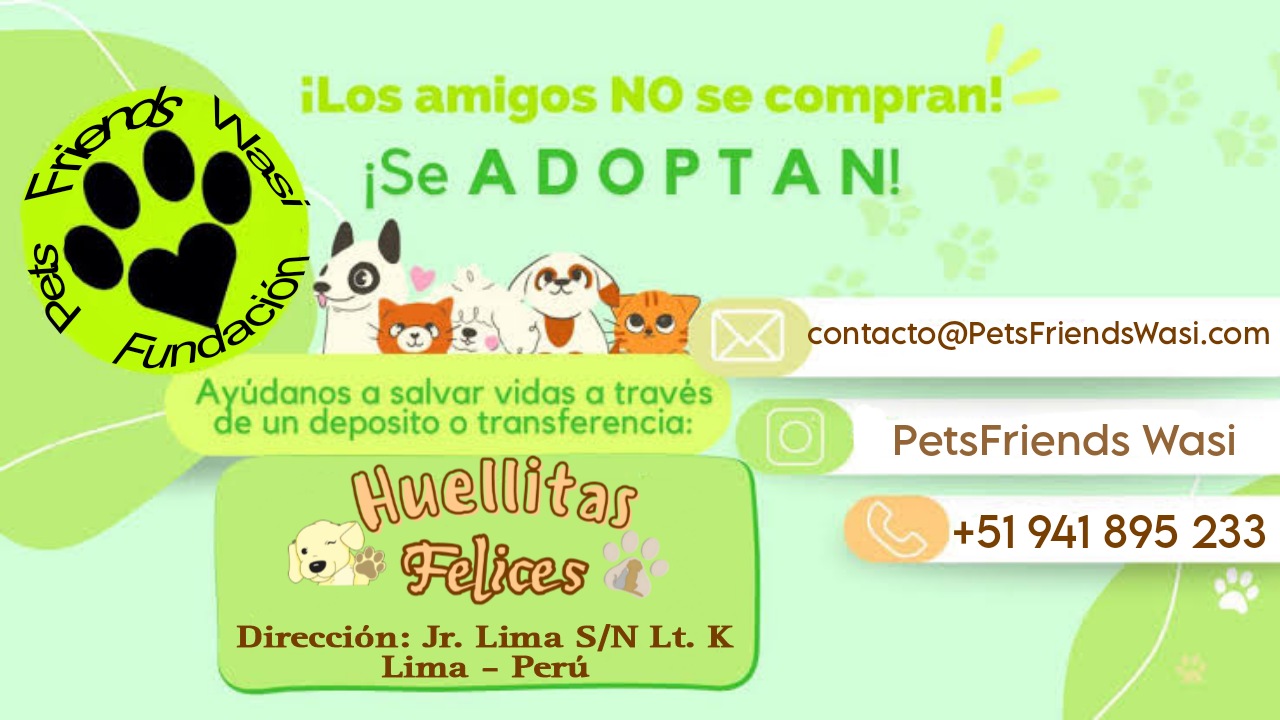 Pets Friends Wasi
Fundación
¡Los amigos NO se compran!
¡Se ADOPTAN!
contacto@PetsFriendsWasi.com
Ayúdanos a salvar vidas a través
de un deposito o transferencia:
PetsFriends Wasi
Huellitas
Felices
+51 941 895 233
Dirección: Jr. Lima S/N Lt. K
Lima - Perú